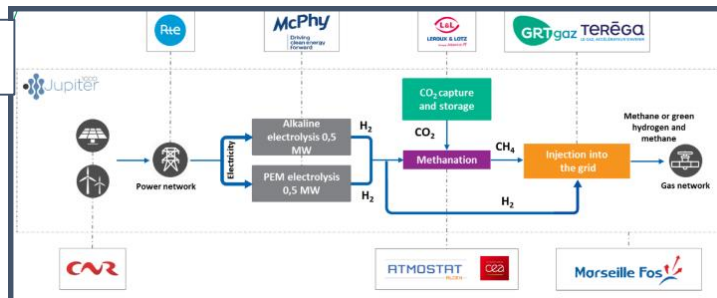 Rte
McPhy
Driving
clean energy
forward
LEROUX & LOTZ
GRTgaz TERĒGA
Jupiter
1000
CO2 capture
and storage
Alkaline
electrolysis 0,5
MW
H2
CO2
Methane or green
hydrogen and
methane
Electricity
Methanation
CH4
Injection into
the grid
Power network
PEM electrolysis
0,5 MW
H2
H2
Gas network
CNR
ATMOSTAT
ALCEN
cea
Marseille Fos